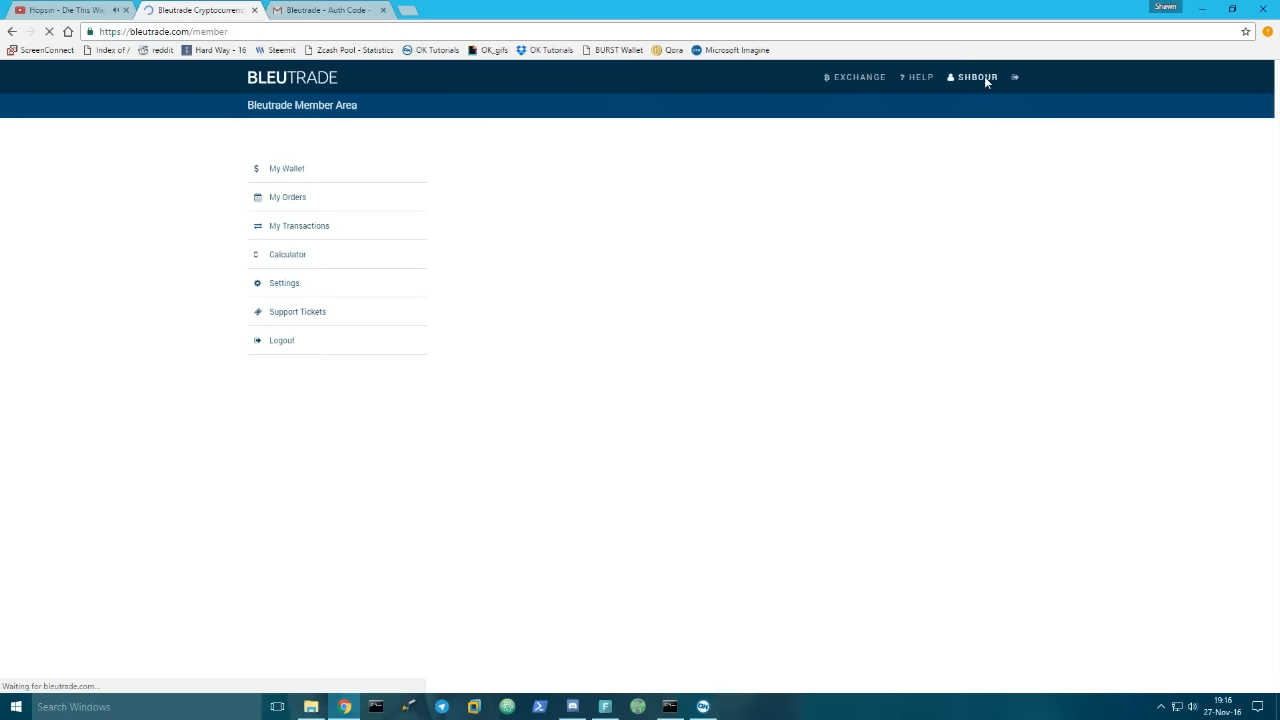 Hopsin - Die This Wa
Bleutrade Cryptocurrenc
Bleutrade - Auth Code -
Shawn
https://bleutrade.com/member
ScreenConnect
Index of /
reddit
Hard Way - 16
Steemit
Zcash Pool - Statistics
OK Tutorials
OK_gifs
OK Tutorials
BURST Wallet
Qora
Microsoft Imagine
BLEUTRADE
EXCHANGE
? HELP
SHBOUR
Bleutrade Member Area
$ My Wallet
My Orders
My Transactions
Calculator
Settings
Support Tickets
Logout
Waiting for bleutrade.com...
Search Windows
19:16
27-Nov-16